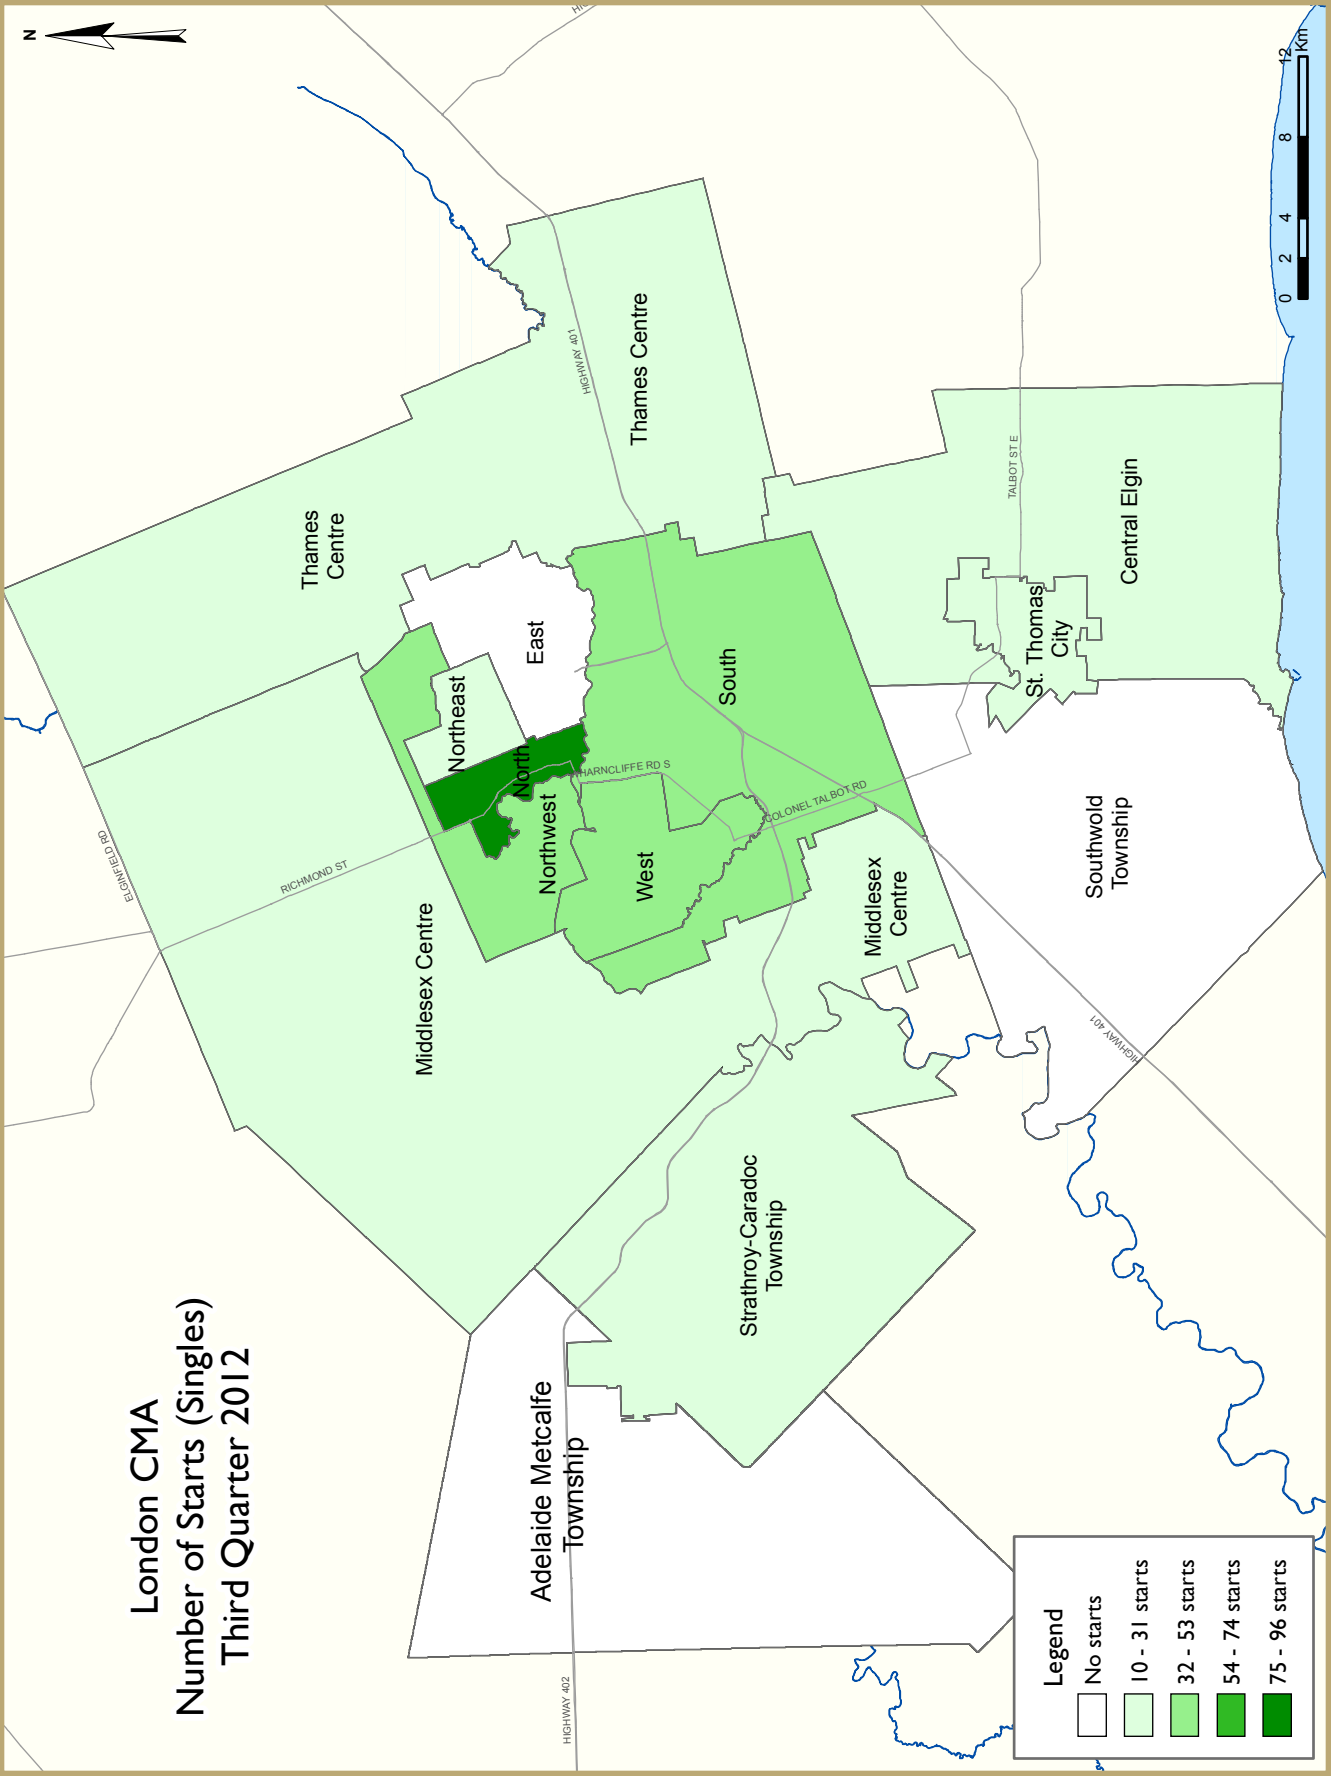 London CMA
Number of Starts (Singles)
Third Quarter 2012
N
ELGINFIELD RD
RICHMOND ST
Thames
Centre
Middlesex Centre
Northeast
East
North
Northwest
West
South
WHARNCLIFFE RD S
HIGHWAY 401
Thames Centre
COLONEL TALBOT RD
Middlesex
Centre
Adelaide Metcalfe
Township
HIGHWAY 402
Strathroy-Caradoc
Township
TALBOT ST E
St. Thomas
City
Central Elgin
Southwold
Township
HIGHWAY 401
Legend
No starts
10 - 31 starts
32 - 53 starts
54 - 74 starts
75 - 96 starts
0 2 4 8 12
Km